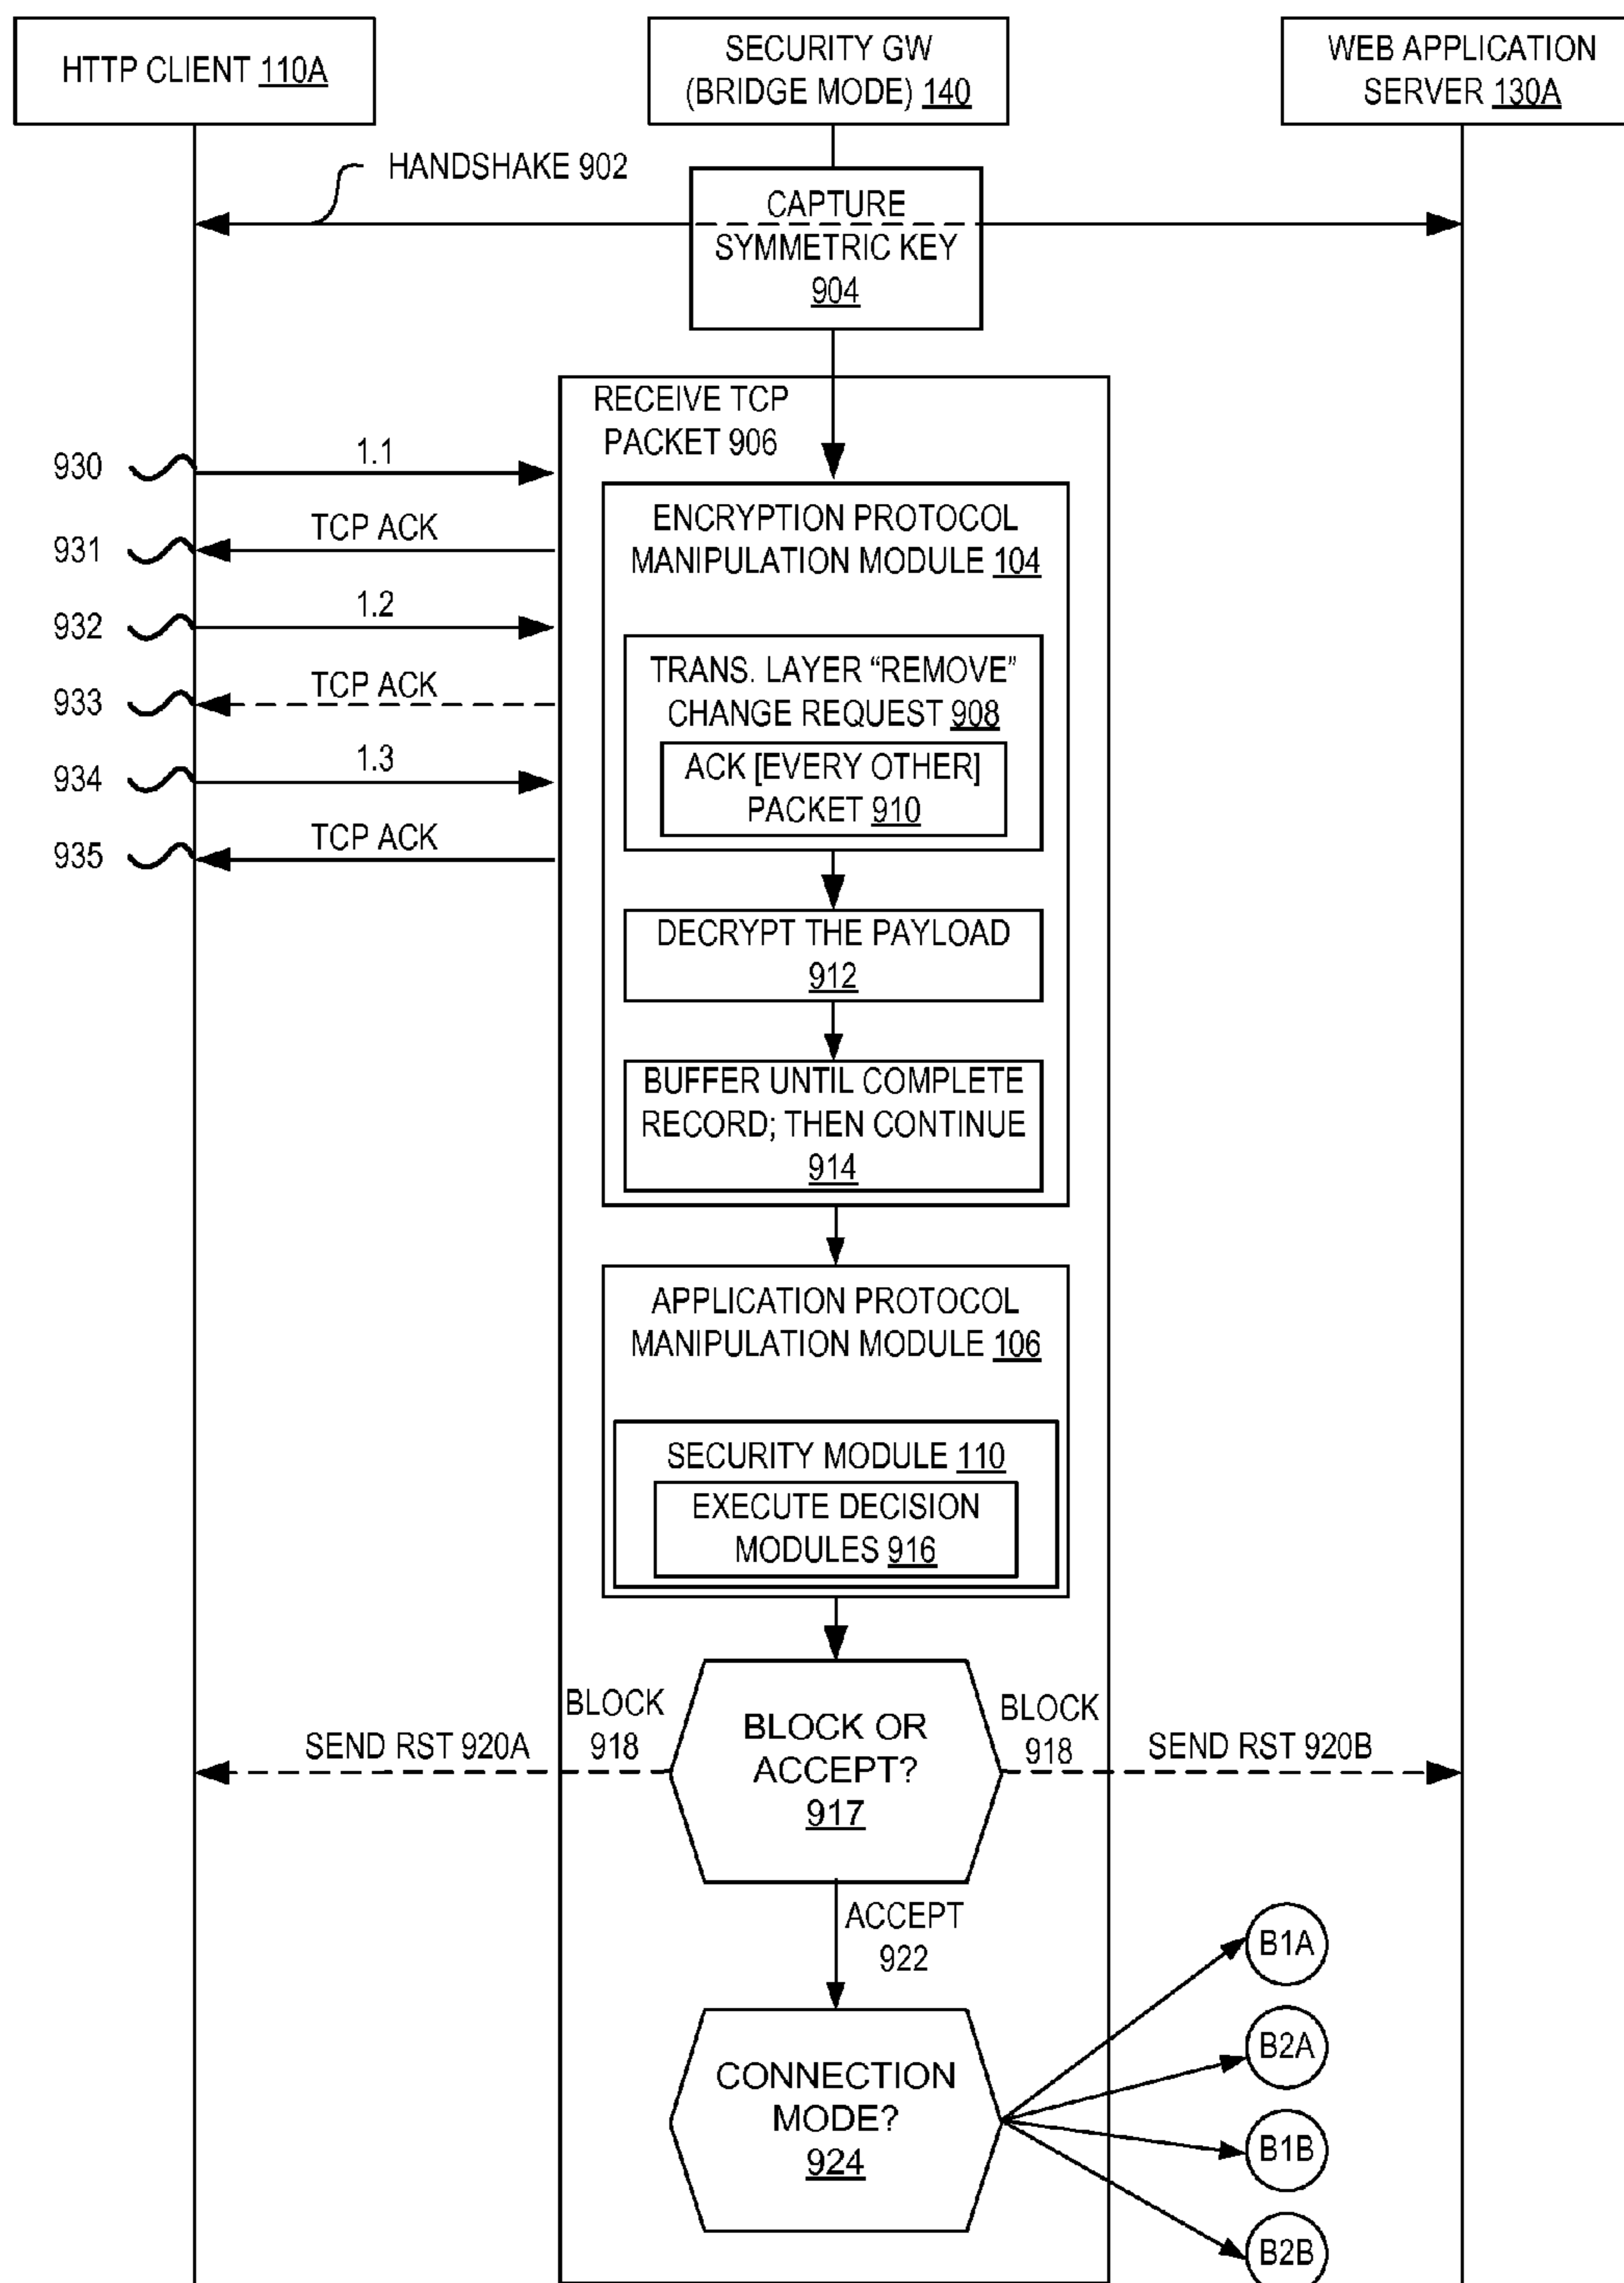 HTTP CLIENT 110A
SECURITY GW
(BRIDGE MODE) 140
WEB APPLICATION
SERVER 130A
HANDSHAKE 902
CAPTURE
SYMMETRIC KEY
904
RECEIVE TCP
PACKET 906
930
1.1
931
TCP ACK
932
1.2
933
TCP ACK
934
1.3
935
TCP ACK
ENCRYPTION PROTOCOL
MANIPULATION MODULE 104
TRANS. LAYER “REMOVE”
CHANGE REQUEST 908
ACK [EVERY OTHER]
PACKET 910
DECRYPT THE PAYLOAD
912
BUFFER UNTIL COMPLETE
RECORD; THEN CONTINUE
914
APPLICATION PROTOCOL
MANIPULATION MODULE 106
SECURITY MODULE 110
EXECUTE DECISION
MODULES 916
SEND RST 920A
BLOCK
918
BLOCK OR
ACCEPT?
917
BLOCK
918
SEND RST 920B
ACCEPT
922
CONNECTION
MODE?
924
B1A
B2A
B1B
B2B